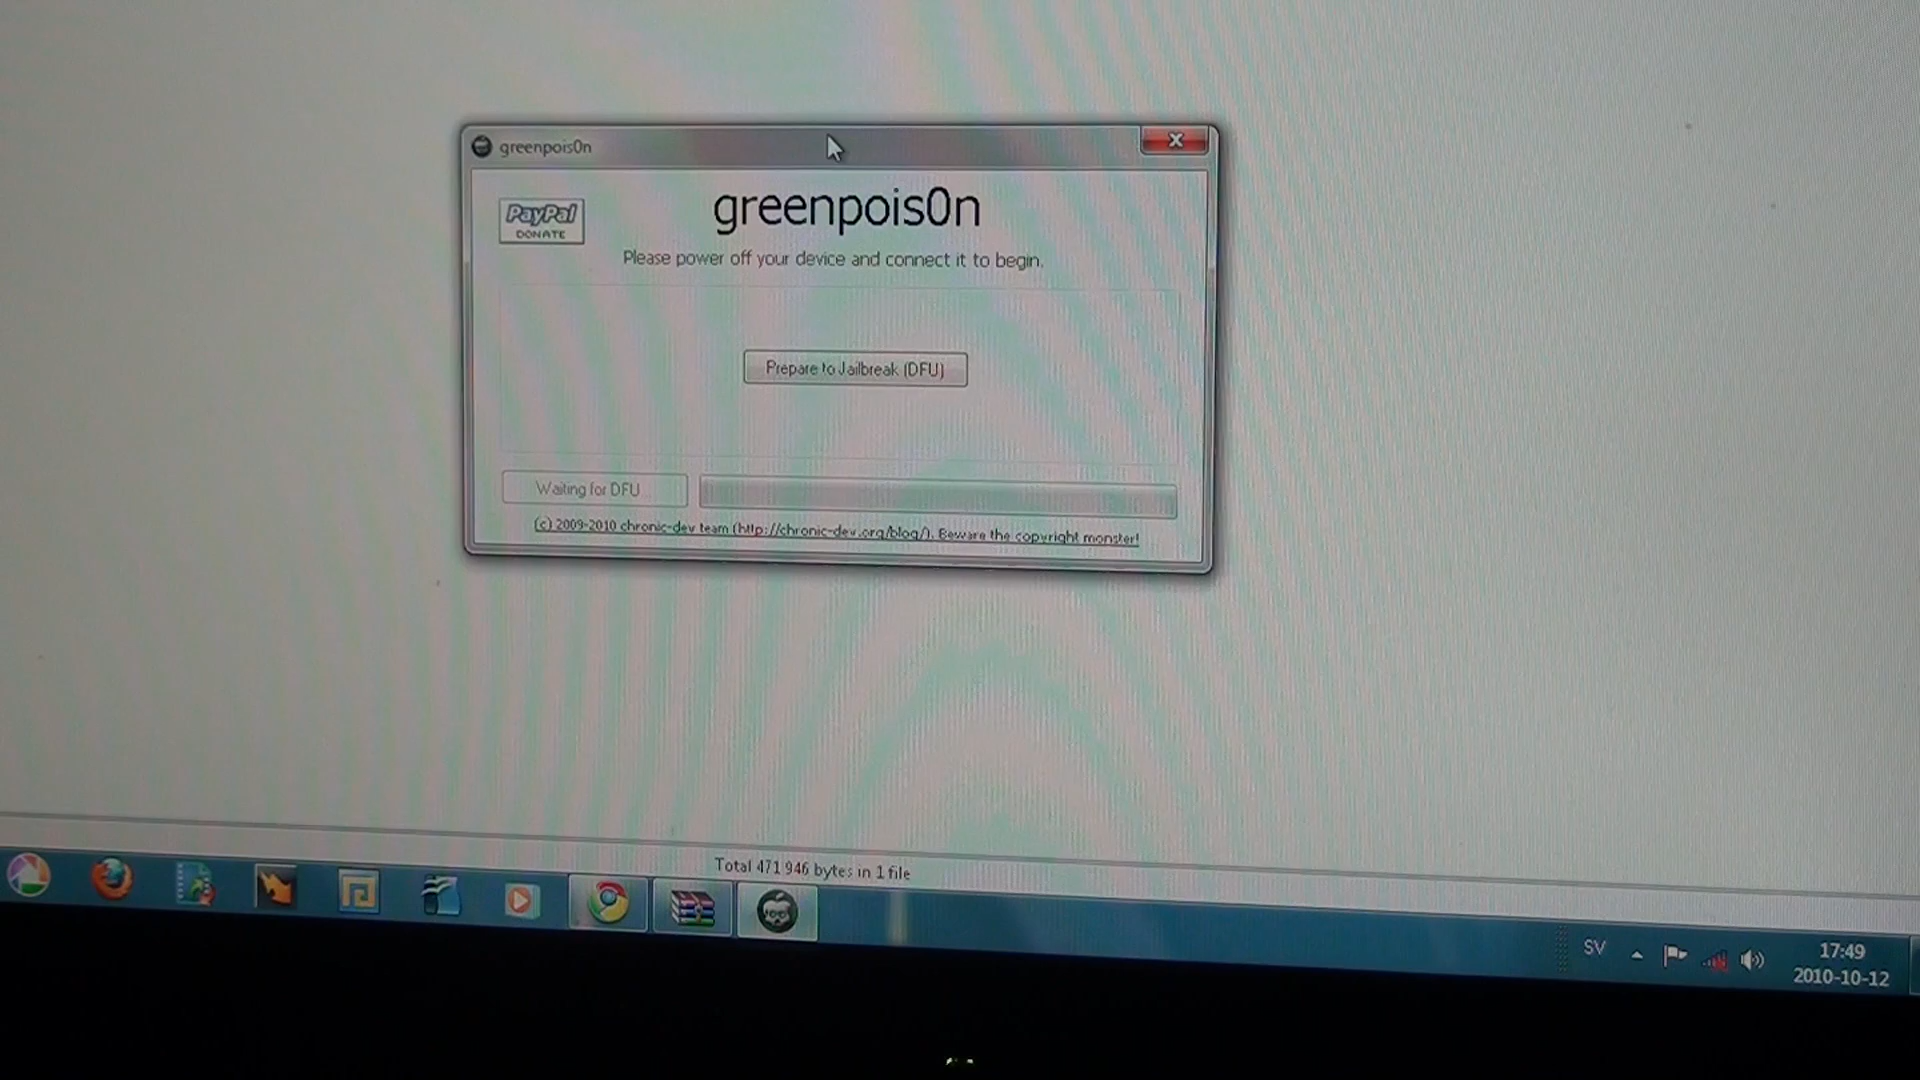 greenpois0n
PayPal
DONATE
greenpois0n
Please power off your device and connect it to begin.
Prepare to Jailbreak (DFU)
Waiting for DFU...
(c) 2009-2010 chronic-dev team (http://chronic-dev.org/blog/). Beware the copyright monster!
Total 471 946 bytes in 1 file
SV
17:49
2010-10-12